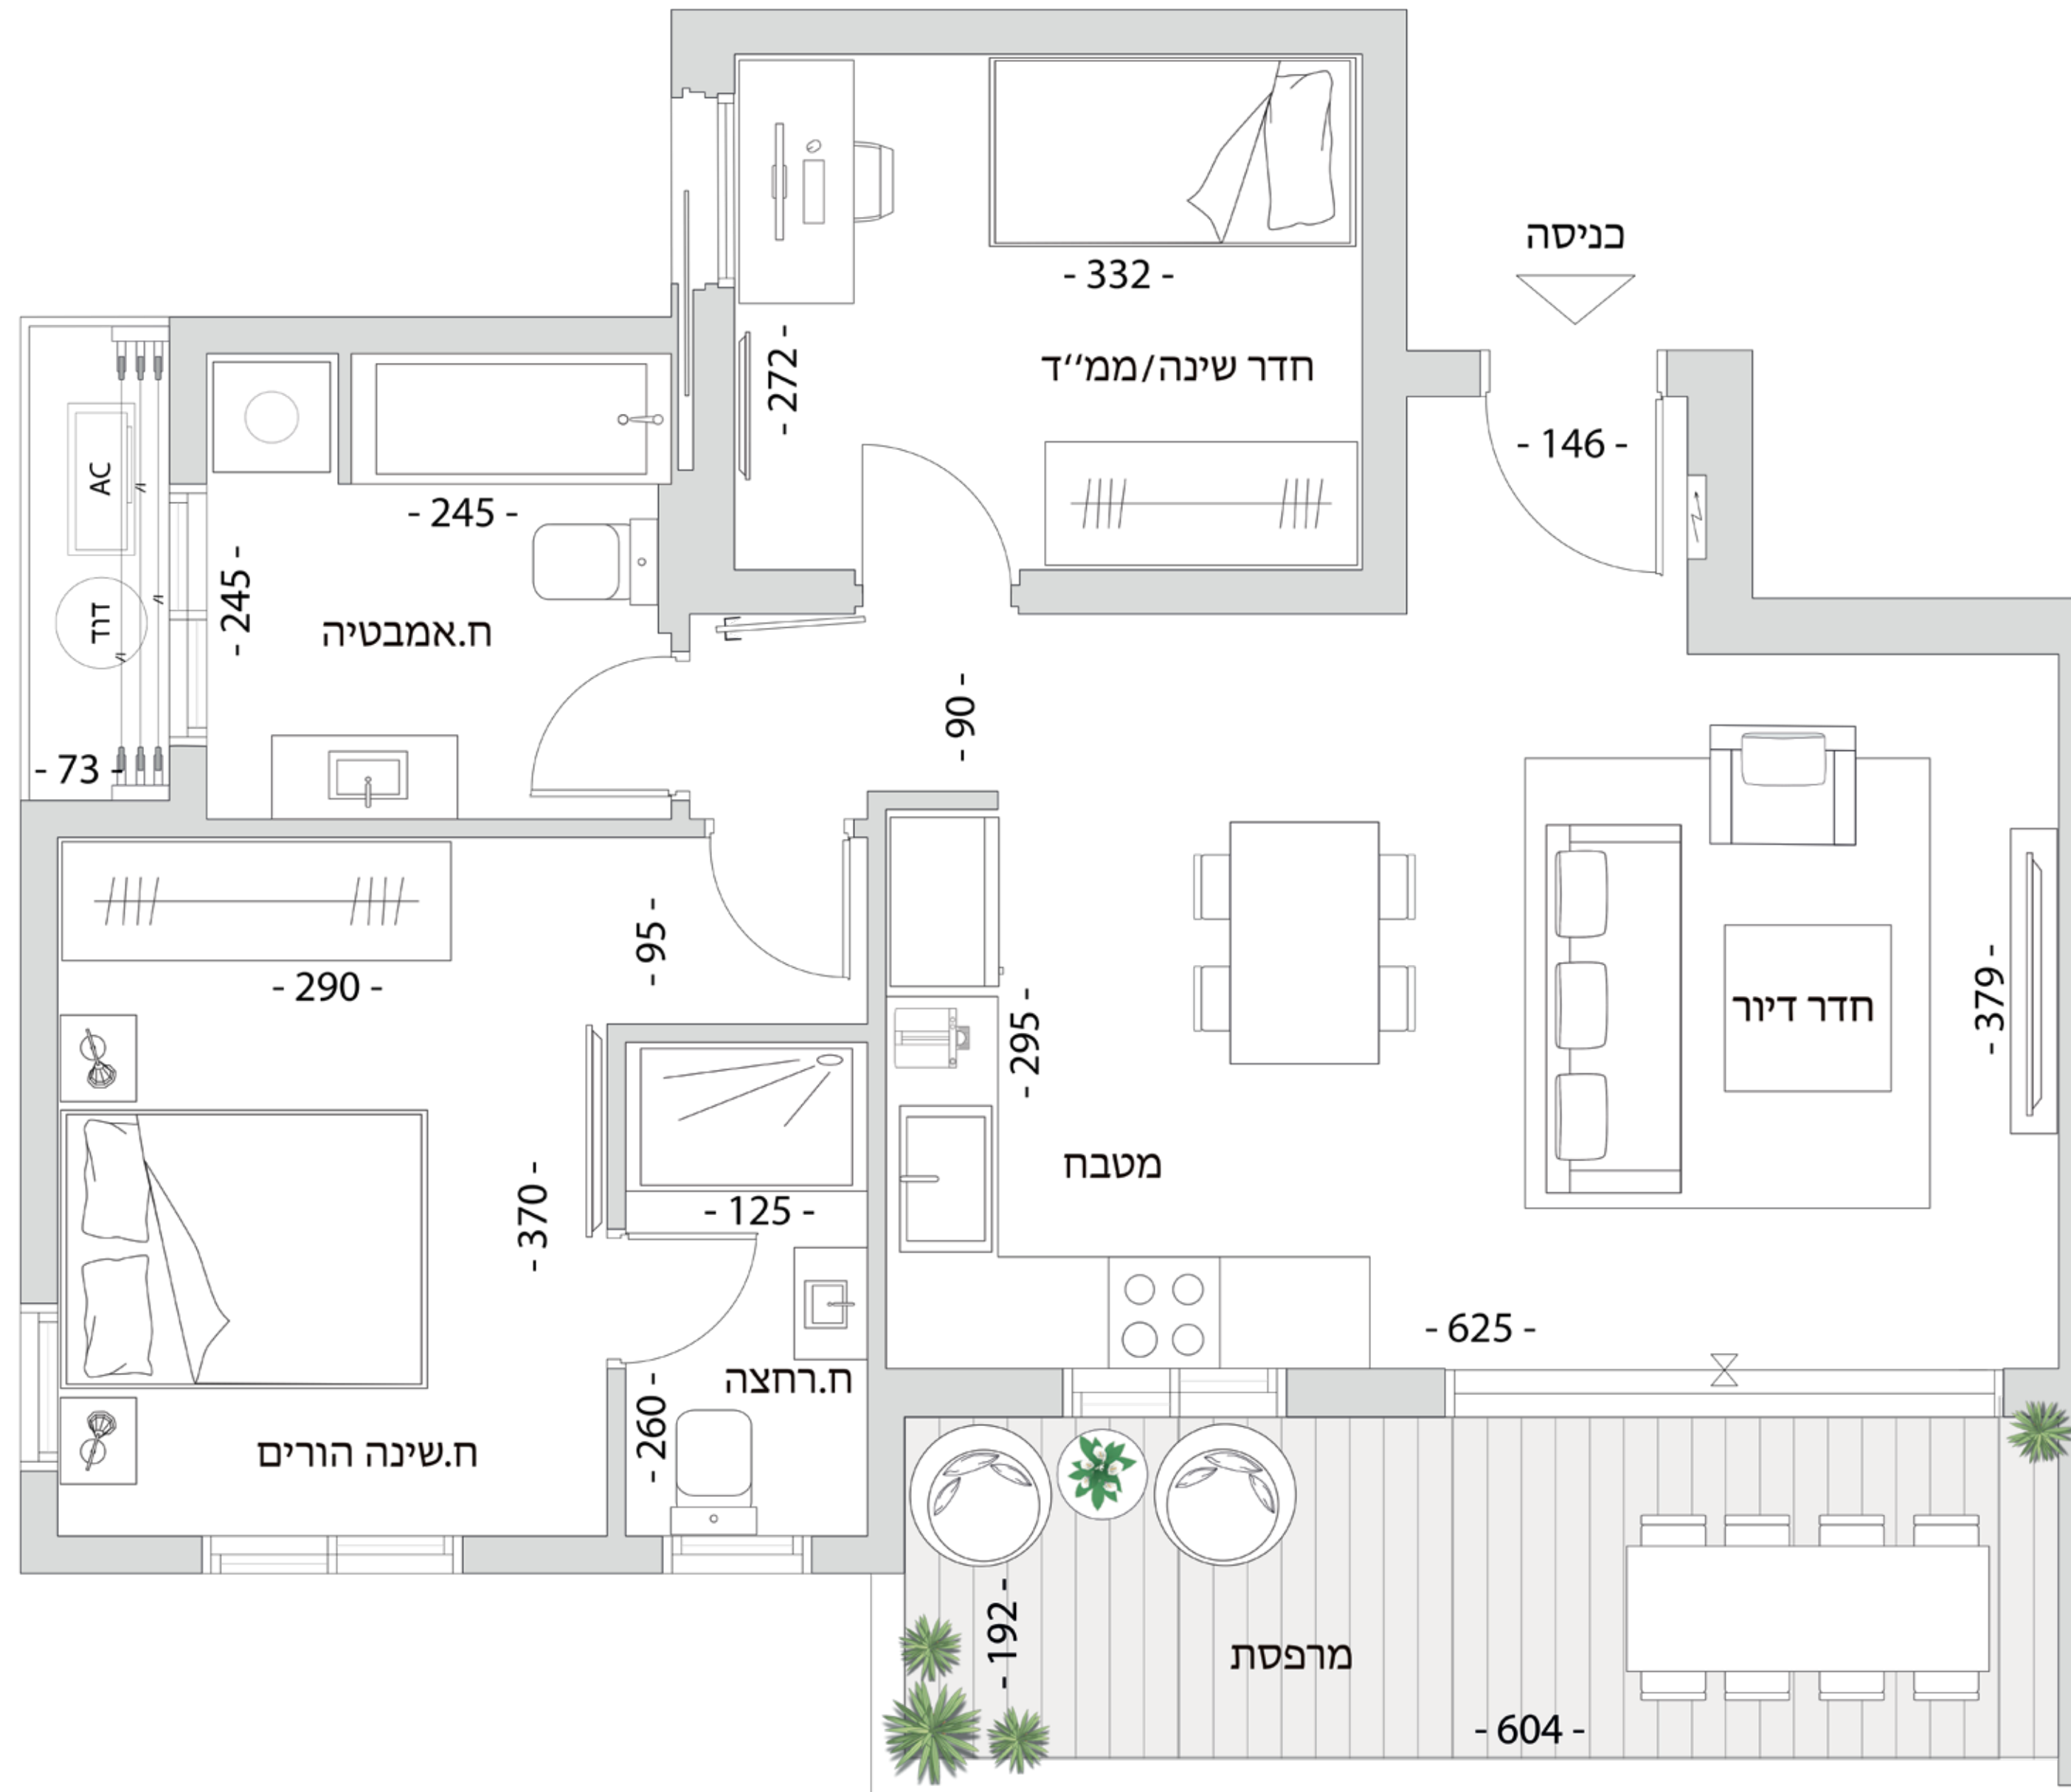 כניסה
- 332 -
- 272 -
חדר שינה/ממ״ד
- 146 -
AC
דוד
- 73 -
- 245 -
- 245 -
ח.אמבטיה
- 90 -
- 95 -
- 290 -
- 295 -
- 379 -
חדר דיור
מטבח
- 370 -
- 125 -
- 625 -
ח.רחצה
- 260 -
ח.שינה הורים
- 192 -
מרפסת
- 604 -